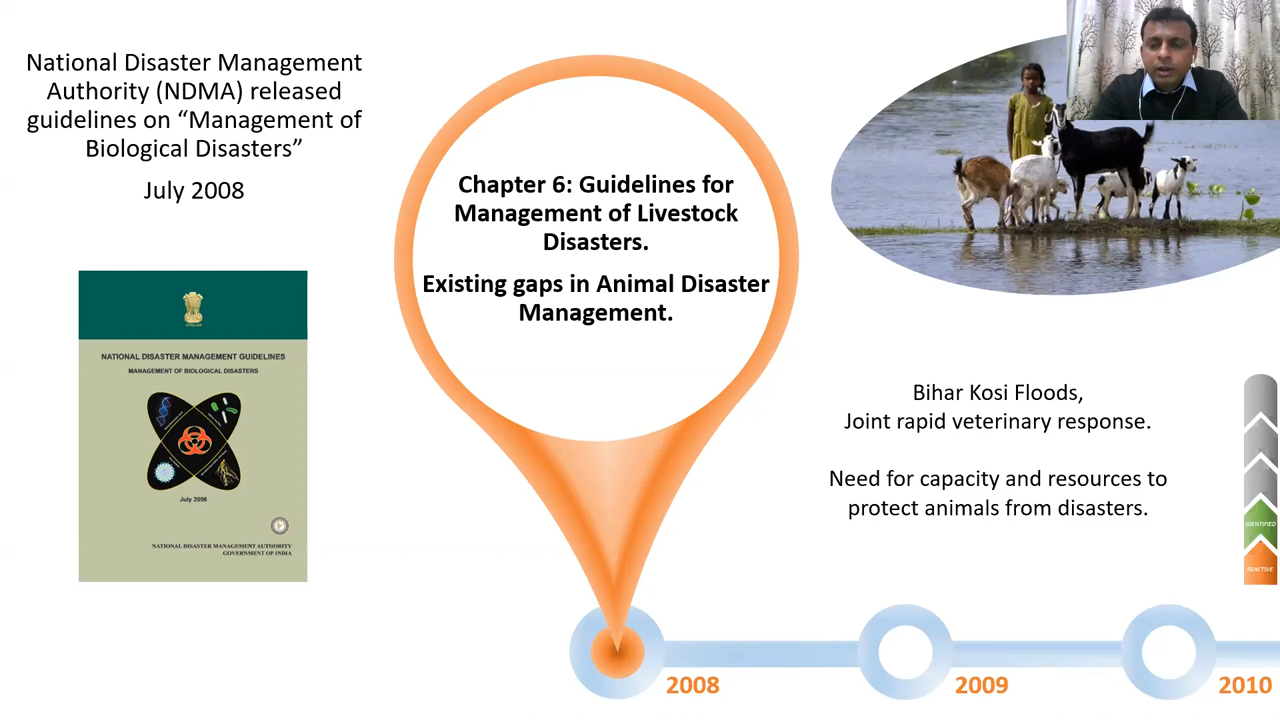 National Disaster Management
Authority (NDMA) released
guidelines on “Management of
Biological Disasters”
July 2008
NATIONAL DISASTER MANAGEMENT GUIDELINES
MANAGEMENT OF BIOLOGICAL DISASTERS
July 2008
NATIONAL DISASTER MANAGEMENT AUTHORITY
GOVERNMENT OF INDIA
Chapter 6: Guidelines for
Management of Livestock
Disasters.
Existing gaps in Animal Disaster
Management.
Bihar Kosi Floods,
Joint rapid veterinary response.
Need for capacity and resources to
protect animals from disasters.
IDENTIFIED
REACTIVE
2008
2009
2010